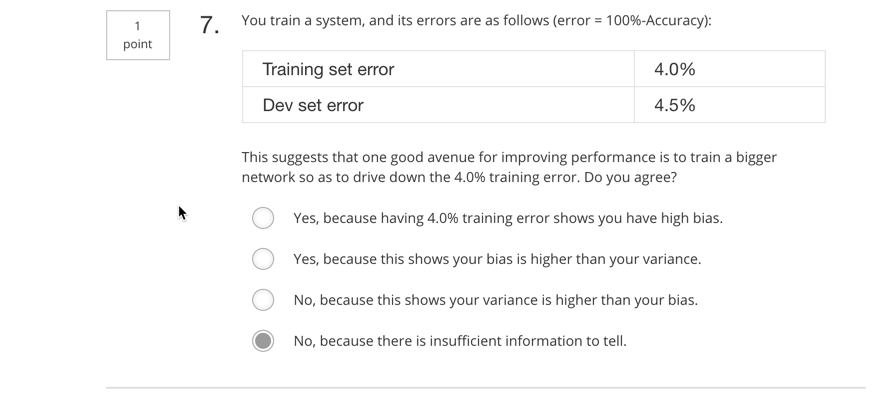 1
point
7.
You train a system, and its errors are as follows (error = 100%-Accuracy):
Training set error 4.0%
Dev set error 4.5%
This suggests that one good avenue for improving performance is to train a bigger
network so as to drive down the 4.0% training error. Do you agree?
Yes, because having 4.0% training error shows you have high bias.
Yes, because this shows your bias is higher than your variance.
No, because this shows your variance is higher than your bias.
No, because there is insufficient information to tell.